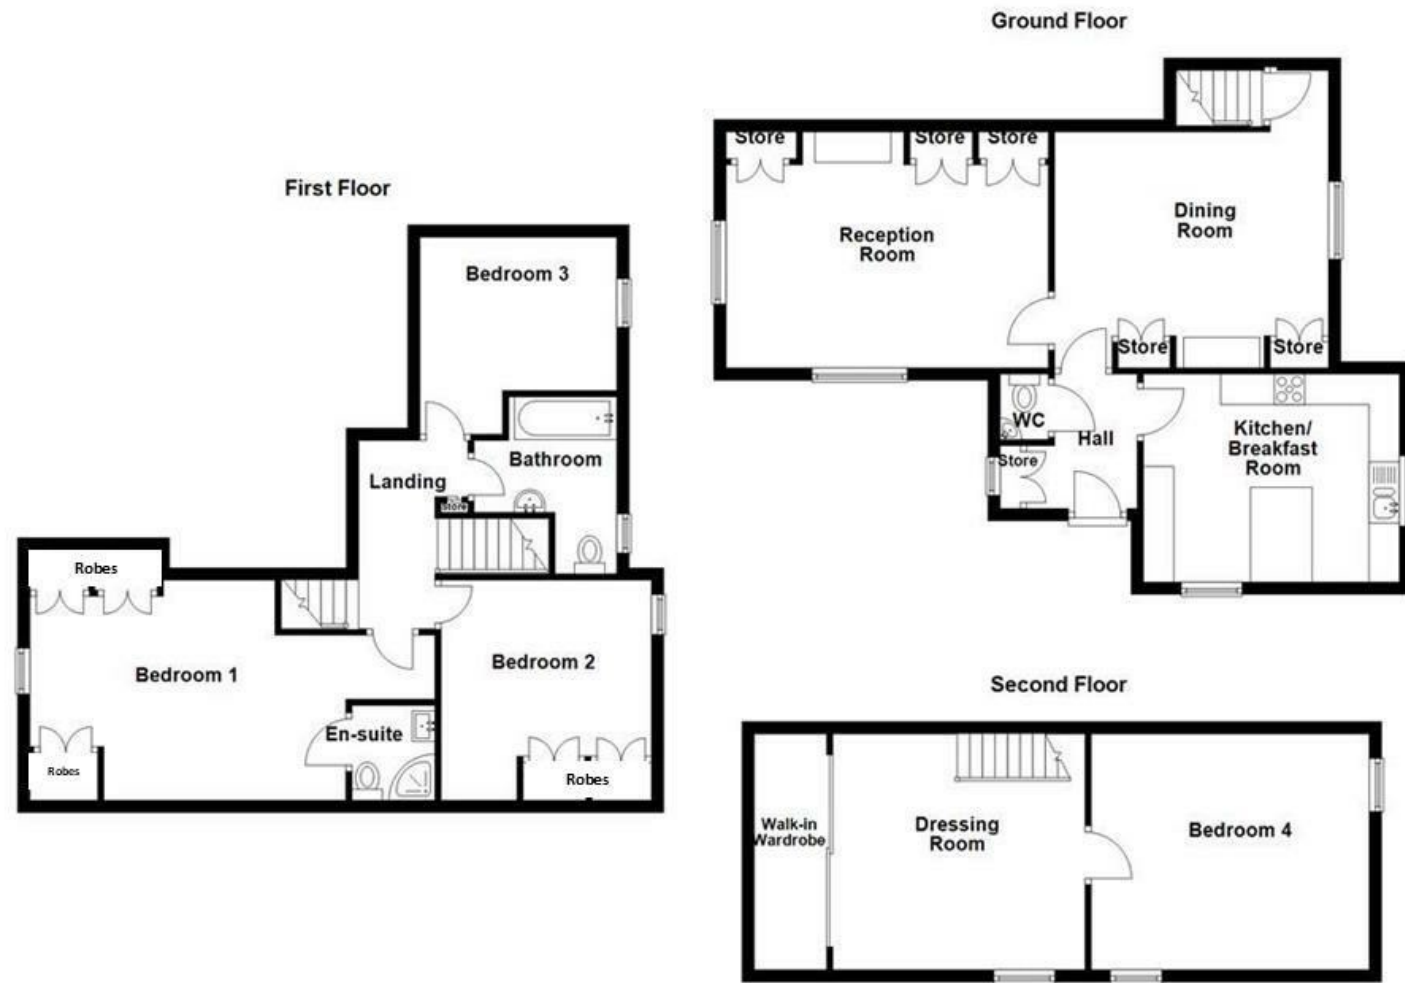 Ground Floor
Store
Store
Store
Reception
Room
Dining
Room
Store
Store
WC
Hall
Store
Kitchen/
Breakfast
Room
First Floor
Bedroom 3
Bathroom
Landing
Store
Robes
Bedroom 1
Bedroom 2
En-suite
Robes
Robes
Second Floor
Walk-in
Wardrobe
Dressing
Room
Bedroom 4